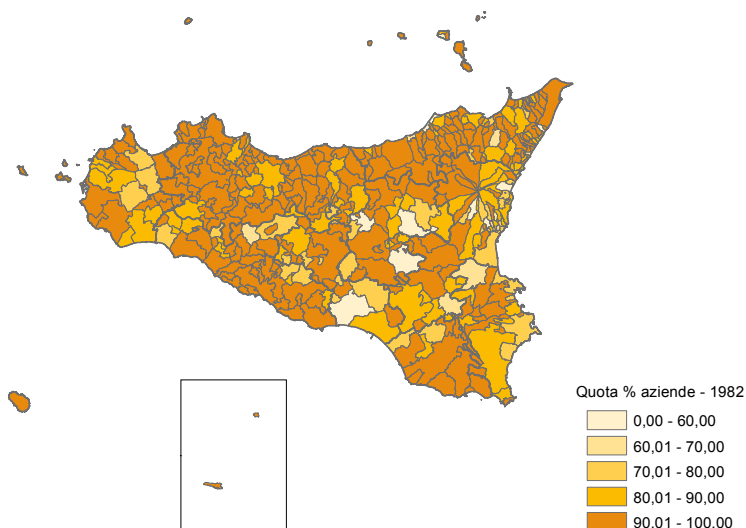 Quota % aziende - 1982
0,00 - 60,00
60,01 - 70,00
70,01 - 80,00
80,01 - 90,00
90,01 - 100,00